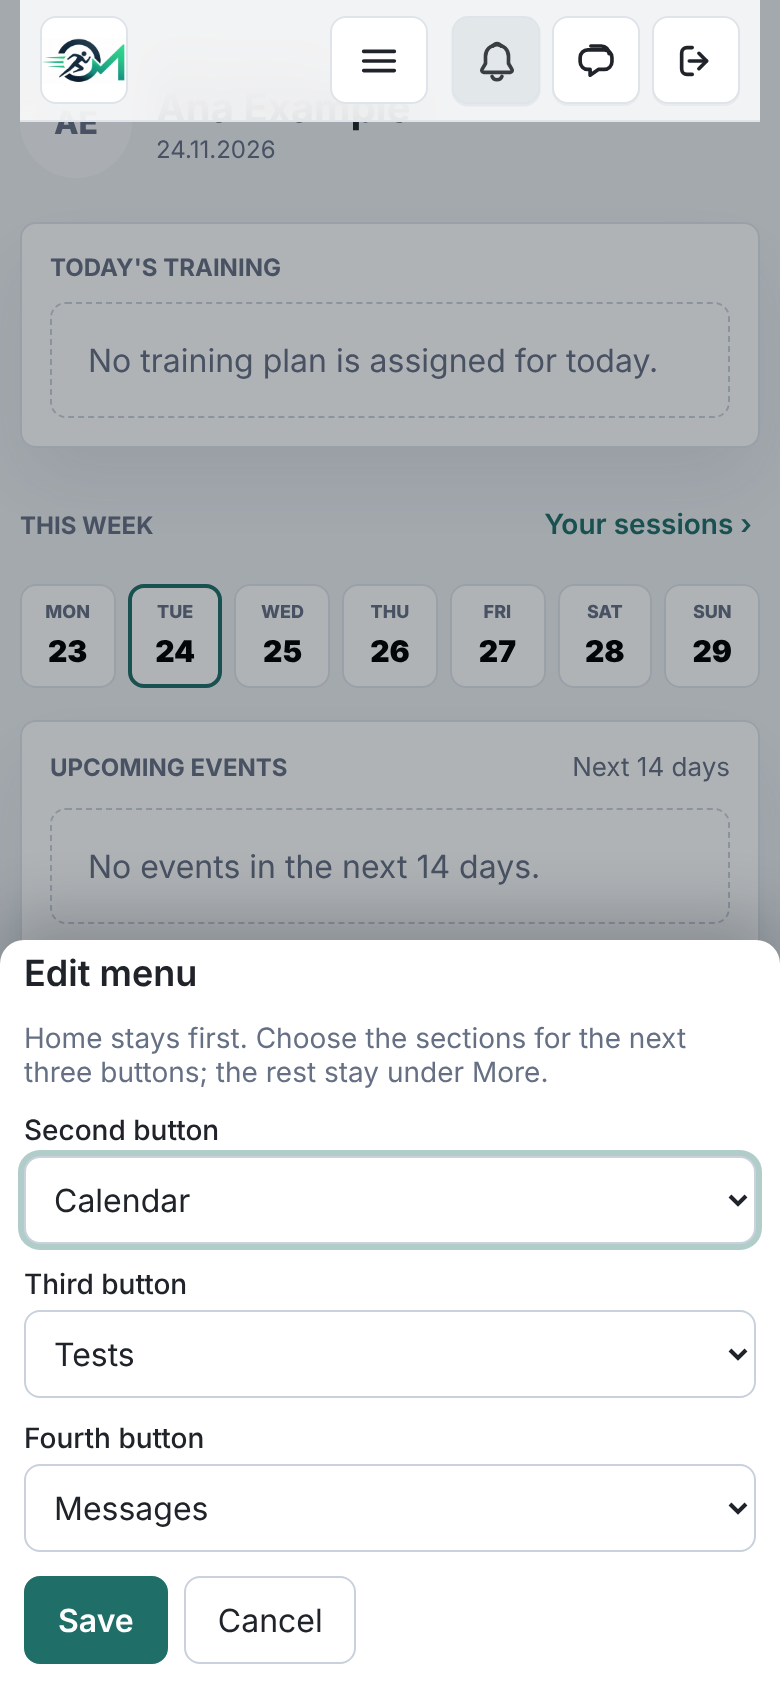 AE
Ana Example
24.11.2026
TODAY'S TRAINING
No training plan is assigned for today.
THIS WEEK
Your sessions ›
MON TUE WED THU FRI SAT SUN
23 24 25 26 27 28 29
UPCOMING EVENTS
Next 14 days
No events in the next 14 days.
Edit menu
Home stays first. Choose the sections for the next
three buttons; the rest stay under More.
Second button
Calendar
Third button
Tests
Fourth button
Messages
Save
Cancel